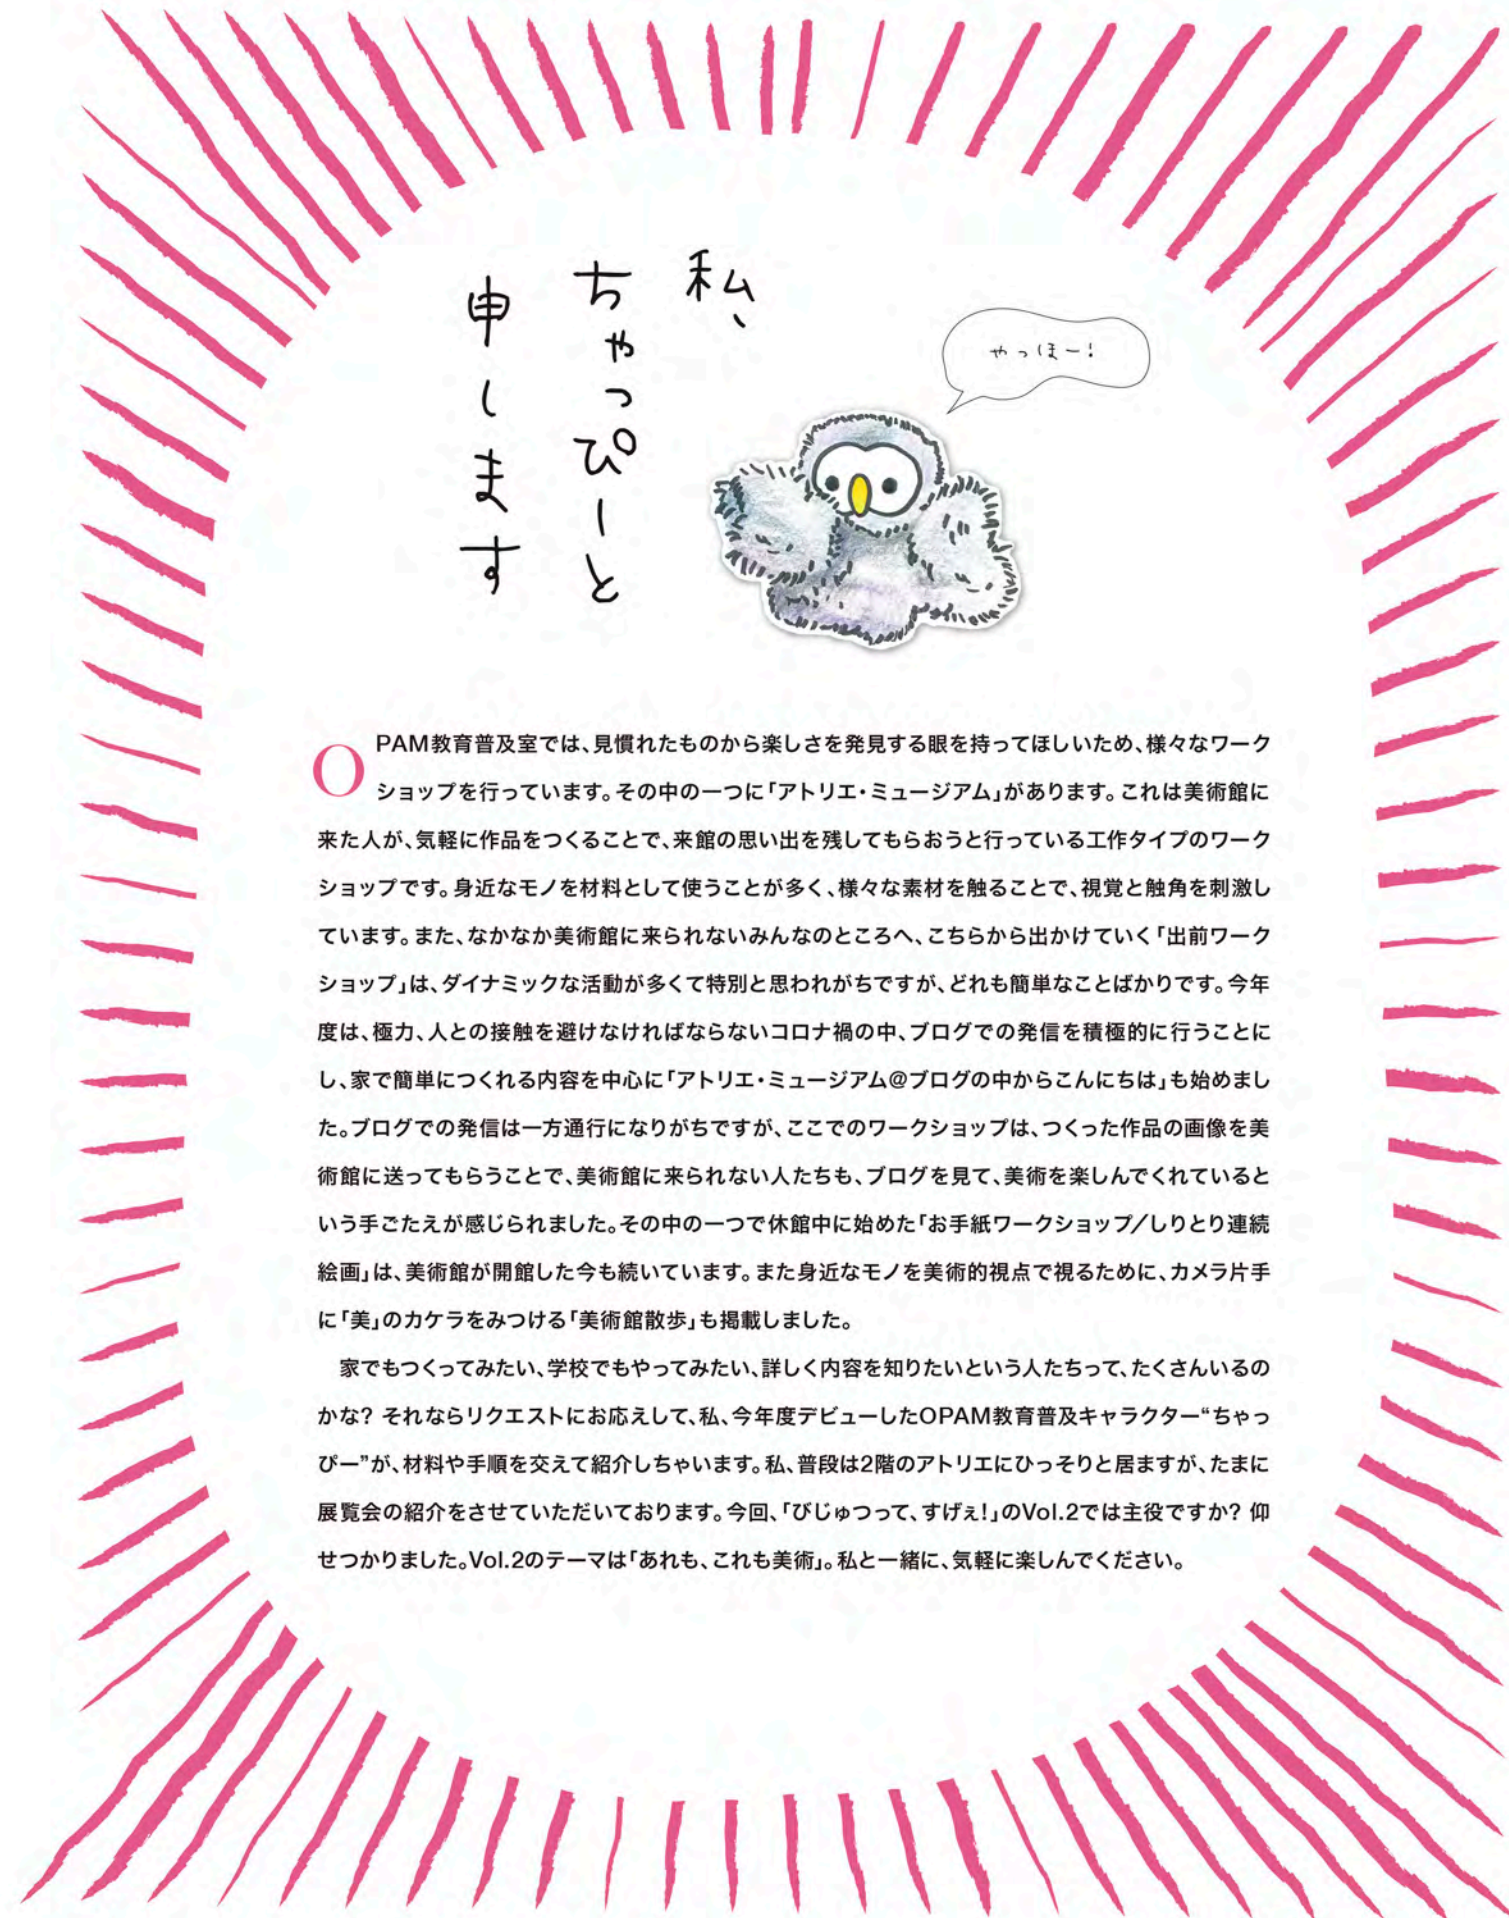 私、
ちゃっぴーと
申します
やっほー!
OPAM教育普及室では、見慣れたものから楽しさを発見する眼を持ってほしいため、様々なワーク
ショップを行っています。その中の一つに「アトリエ・ミュージアム」があります。これは美術館に
来た人が、気軽に作品をつくることで、来館の思い出を残してもらおうと行っている工作タイプのワーク
ショップです。身近なモノを材料として使うことが多く、様々な素材を触ることで、視覚と触角を刺激し
ています。また、なかなか美術館に来られないみんなのところへ、こちらから出かけていく「出前ワーク
ショップ」は、ダイナミックな活動が多くて特別と思われがちですが、どれも簡単なことばかりです。今年
度は、極力、人との接触を避けなければならないコロナ禍の中、ブログでの発信を積極的に行うことに
し、家で簡単につくれる内容を中心に「アトリエ・ミュージアム@ブログの中からこんにちは」も始めまし
た。ブログでの発信は一方通行になりがちですが、ここでのワークショップは、つくった作品の画像を美
術館に送ってもらうことで、美術館に来られない人たちも、ブログを見て、美術を楽しんでくれていると
いう手ごたえが感じられました。その中の一つで休館中に始めた「お手紙ワークショップ/しりとり連続
絵画」は、美術館が開館した今も続いています。また身近なモノを美術的視点で視るために、カメラ片手
に「美」のカケラをみつける「美術館散歩」も掲載しました。
家でもつくってみたい、学校でもやってみたい、詳しく内容を知りたいという人たちって、たくさんいるの
かな? それならリクエストにお応えして、私、今年度デビューしたOPAM教育普及キャラクター“ちゃっ
ぴー”が、材料や手順を交えて紹介しちゃいます。私、普段は2階のアトリエにひっそりと居ますが、たまに
展覧会の紹介をさせていただいております。今回、「びじゅつって、すげぇ!」のVol.2では主役ですか? 仰
せつかりました。Vol.2のテーマは「あれも、これも美術」。私と一緒に、気軽に楽しんでください。